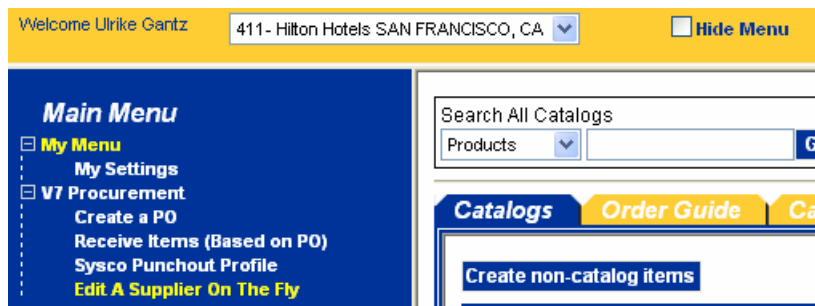 Welcome Ulrike Gantz
411- Hilton Hotels SAN FRANCISCO, CA
Hide Menu
Main Menu
My Menu
My Settings
V7 Procurement
Create a PO
Receive Items (Based on PO)
Sysco Punchout Profile
Edit A Supplier On The Fly
Search All Catalogs
Products
Catalogs
Order Guide
Create non-catalog items